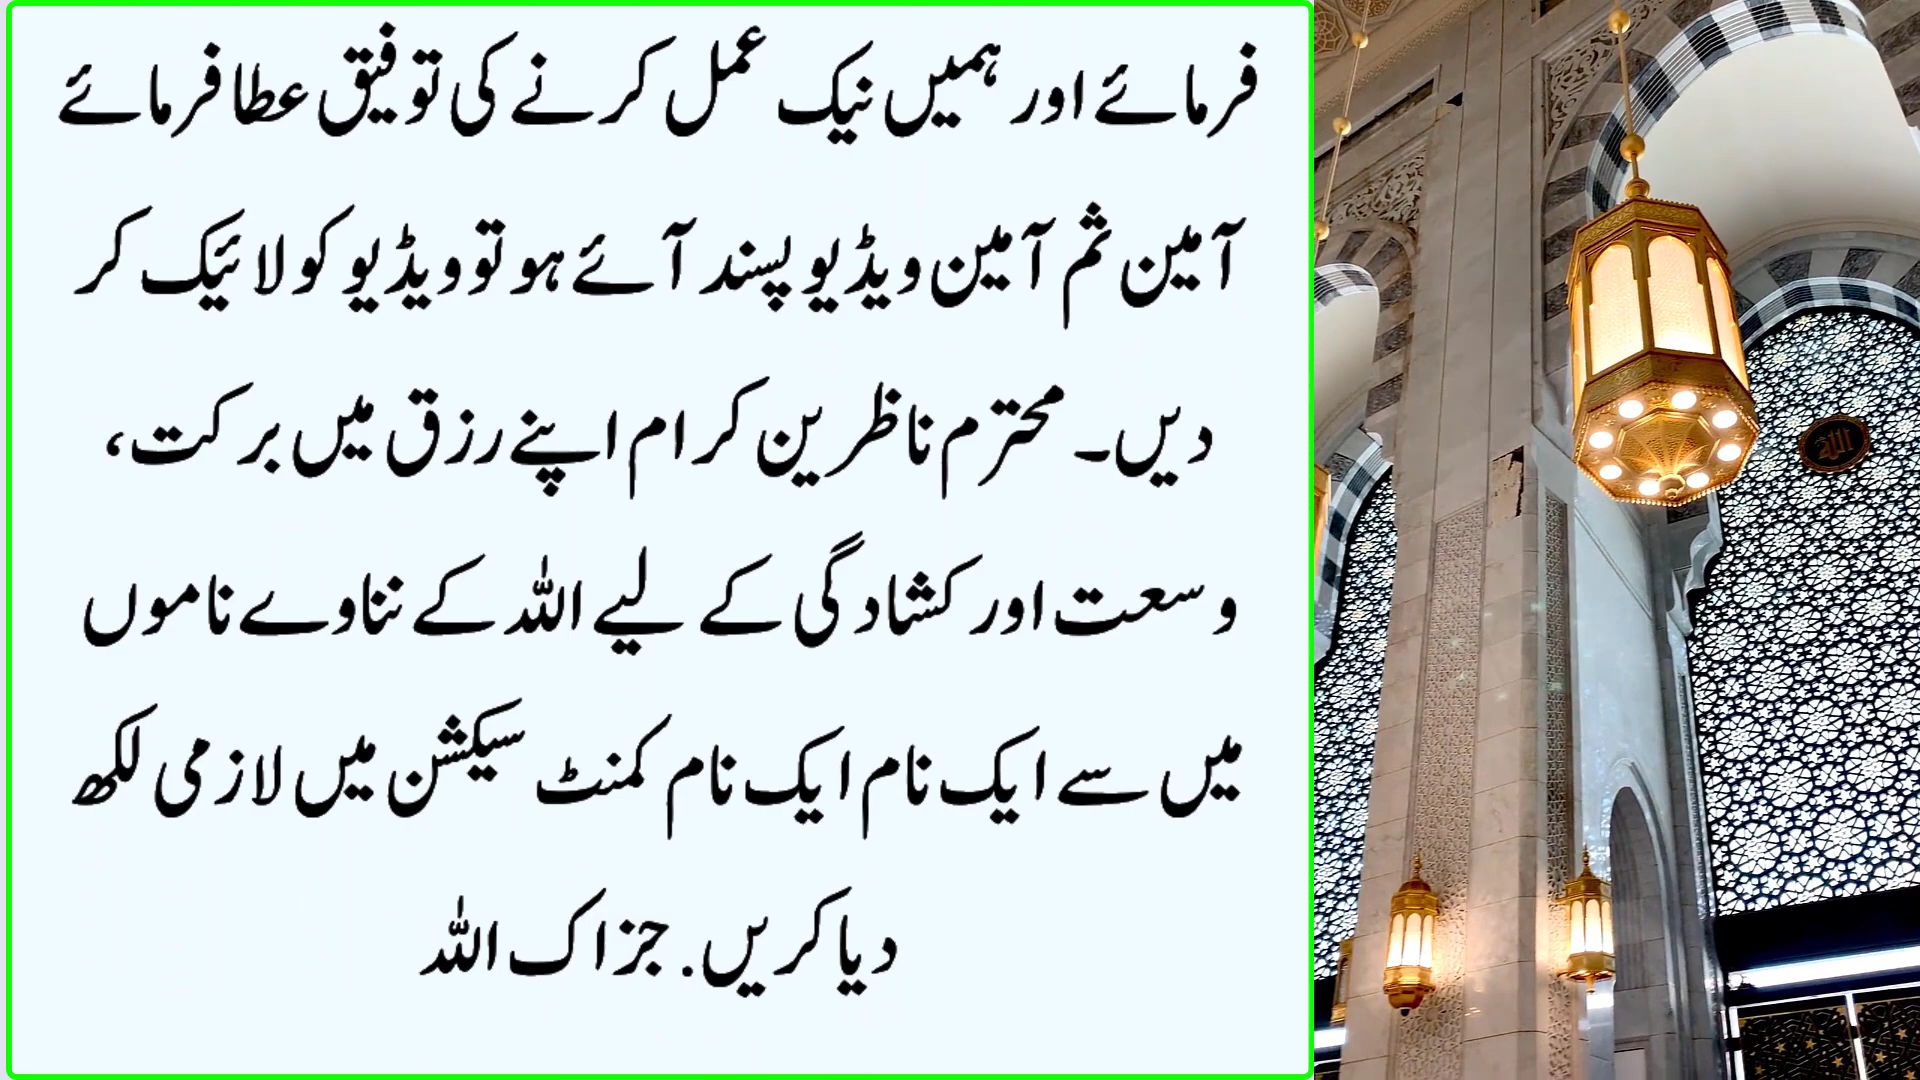 فرمائے اور ہمیں نیک عمل کرنے کی توفیق عطا فرمائے
آمین ثم آمین ویڈیو پسند آئے ہو تو ویڈیو کو لائیک کر
دیں۔ محترم ناظرین کرام اپنے رزق میں برکت،
وسعت اور کشادگی کے لیے اللہ کے نناوے ناموں
میں سے ایک نام ایک نام کمنٹ سیکشن میں لازمی لکھ
دیا کریں. جزاک اللہ
الله